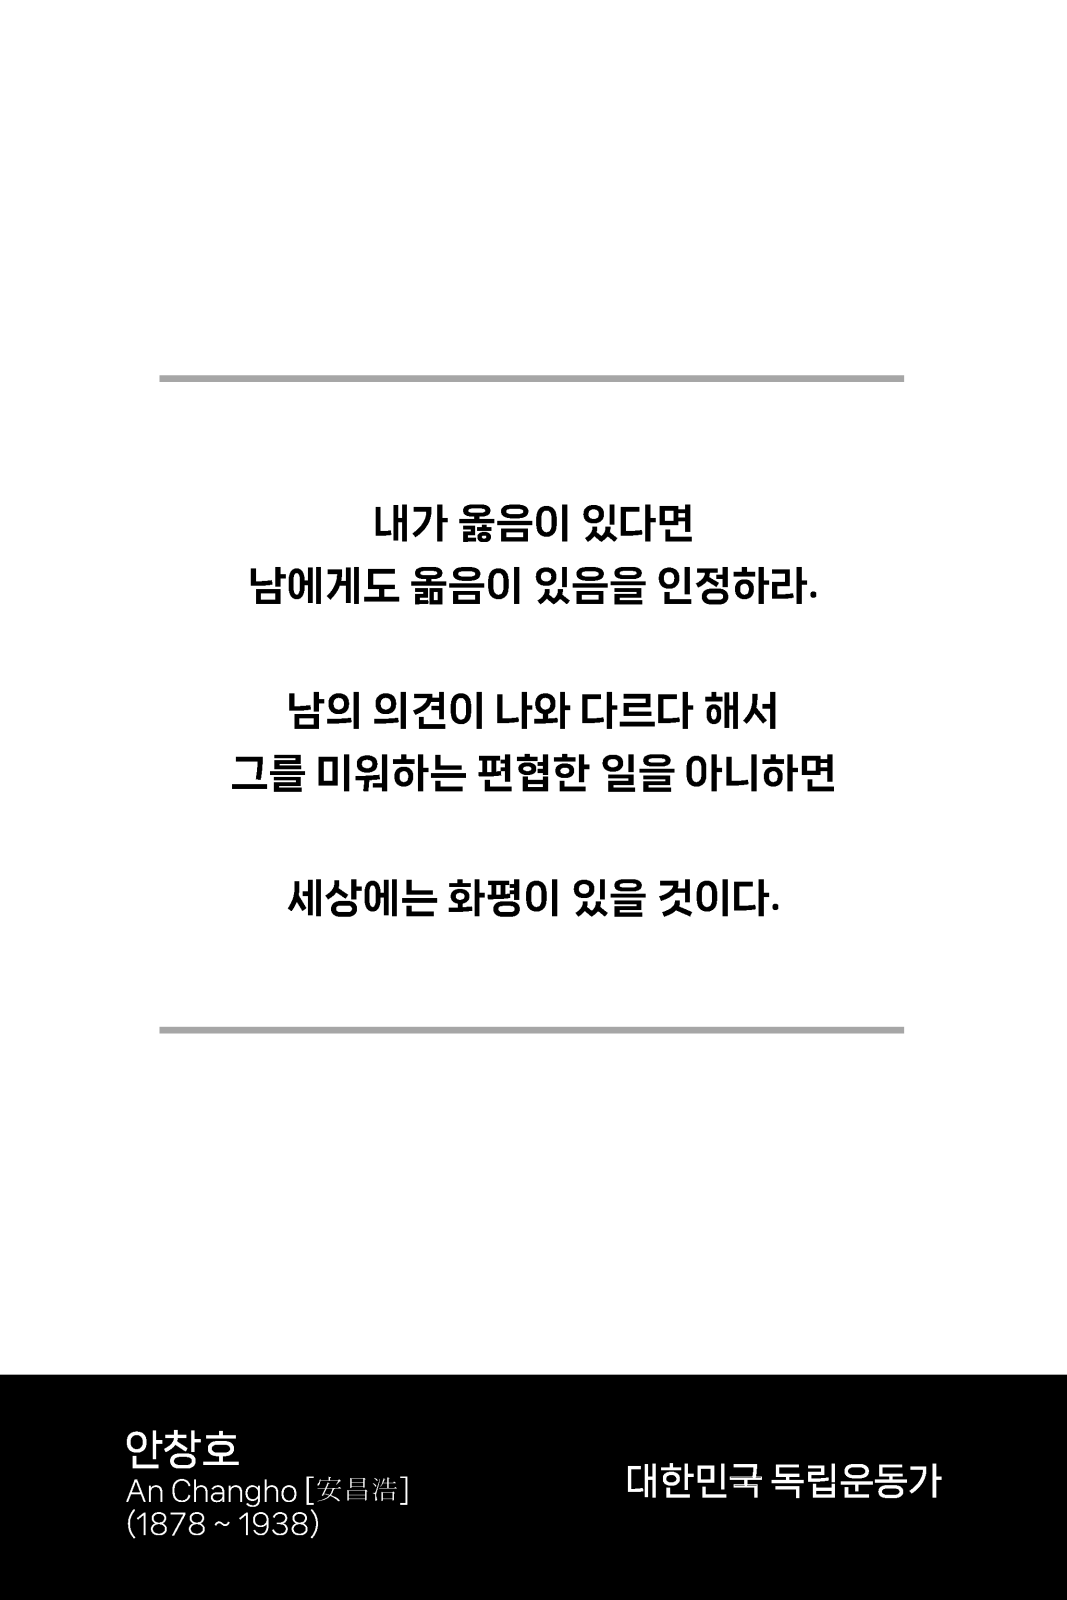 내가 옳음이 있다면
남에게도 옮음이 있음을 인정하라.
남의 의견이 나와 다르다 해서
그를 미워하는 편협한 일을 아니하면
세상에는 화평이 있을 것이다.
안창호
An Changho [安昌浩]
(1878 ~ 1938)
대한민국 독립운동가